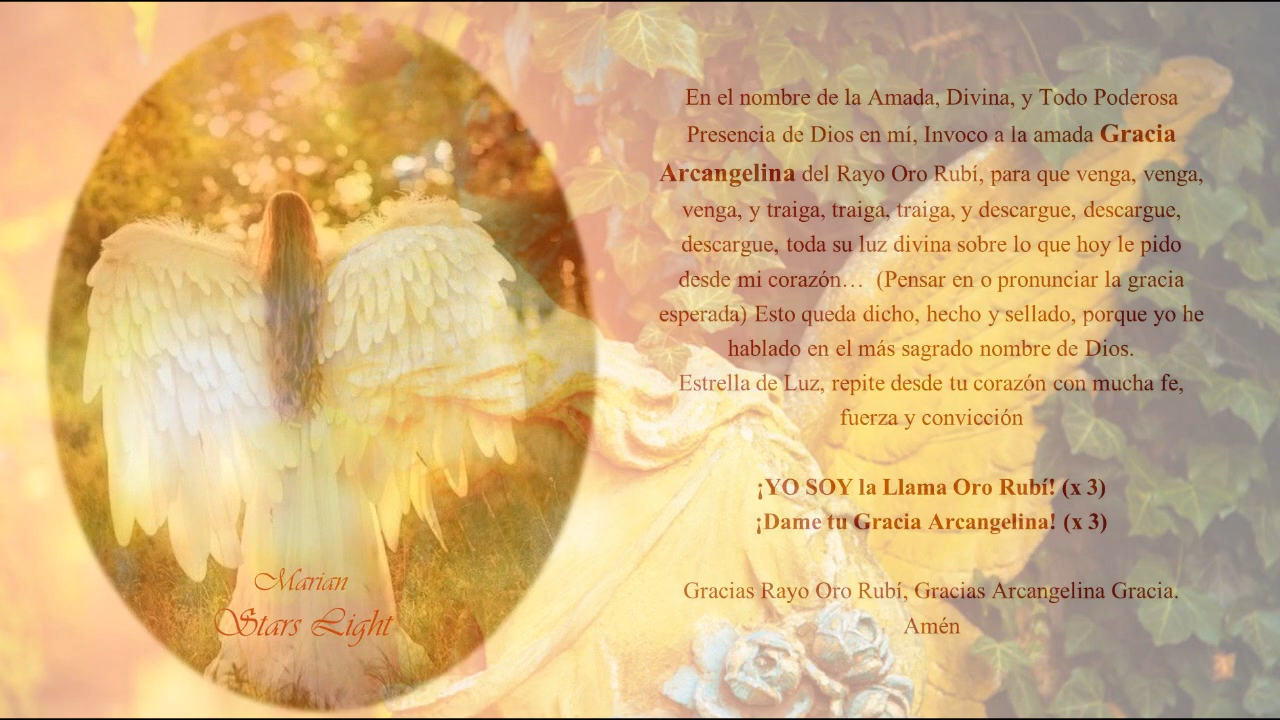 En el nombre de la Amada, Divina, y Todo Poderosa
Presencia de Dios en mí, Invoco a la amada Gracia
Arcangelina del Rayo Oro Rubí, para que venga, venga,
venga, y traiga, traiga, traiga, y descargue, descargue,
descargue, toda su luz divina sobre lo que hoy le pido
desde mi corazón… (Pensar en o pronunciar la gracia
esperada) Esto queda dicho, hecho y sellado, porque yo he
hablado en el más sagrado nombre de Dios.
Estrella de Luz, repite desde tu corazón con mucha fe,
fuerza y convicción
¡YO SOY la Llama Oro Rubí! (x 3)
¡Dame tu Gracia Arcangelina! (x 3)
Gracias Rayo Oro Rubí, Gracias Arcangelina Gracia.
Amén
Marian
Stars Light